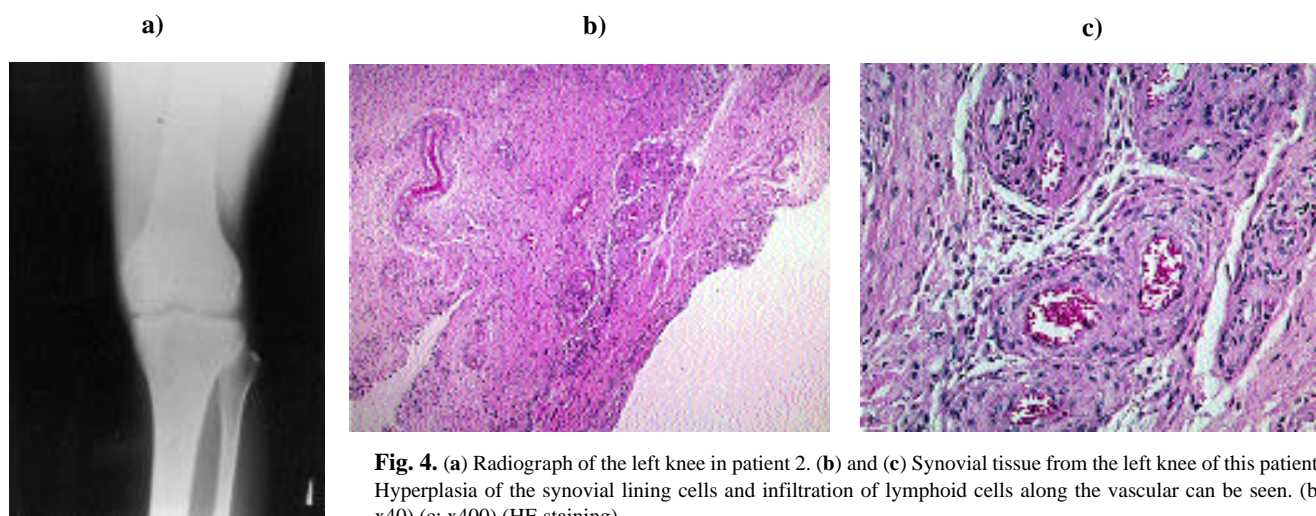 a)
b)
c)
Fig. 4. (a) Radiograph of the left knee in patient 2. (b) and (c) Synovial tissue from the left knee of this patient
Hyperplasia of the synovial lining cells and infiltration of lymphoid cells along the vascular can be seen. (b
x40) (c: x400) (HE staining)